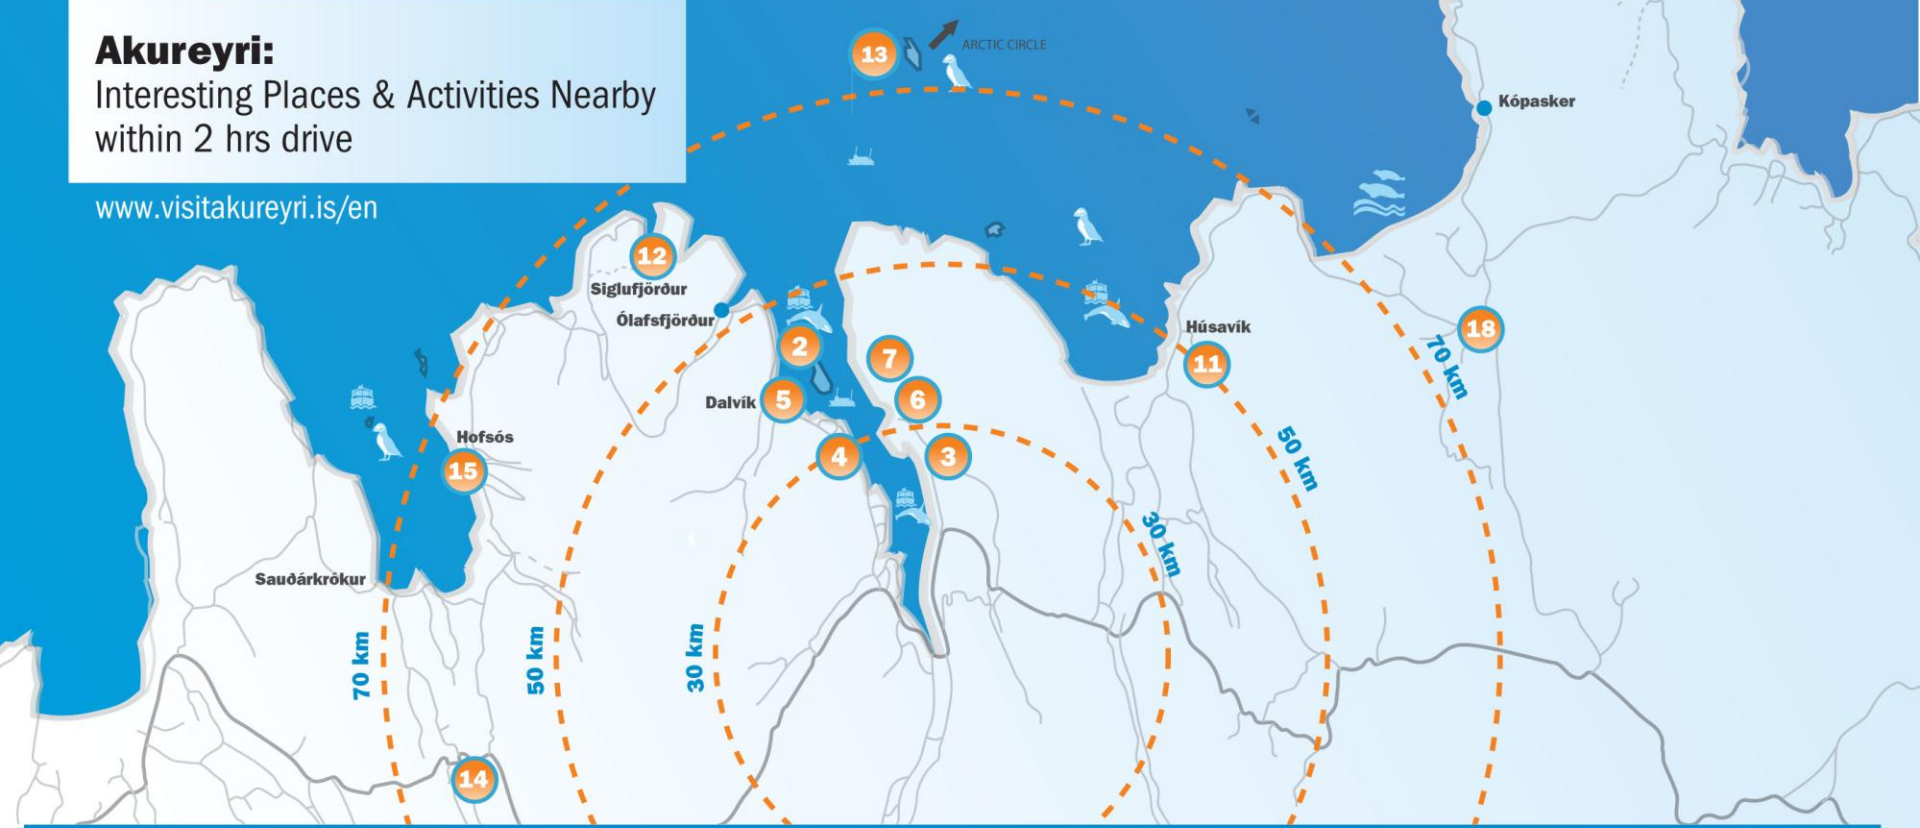 Akureyri:
Interesting Places & Activities Nearby
within 2 hrs drive
www.visitakureyri.is/en
13
ARCTIC CIRCLE
Kópasker
12
Siglufjörður
Ólafsfjörður
2
7
Húsavík
11
18
70 km
Dalvík
5
6
Hofsós
15
4
3
50 km
30 km
Sauðárkrókur
70 km
50 km
30 km
14